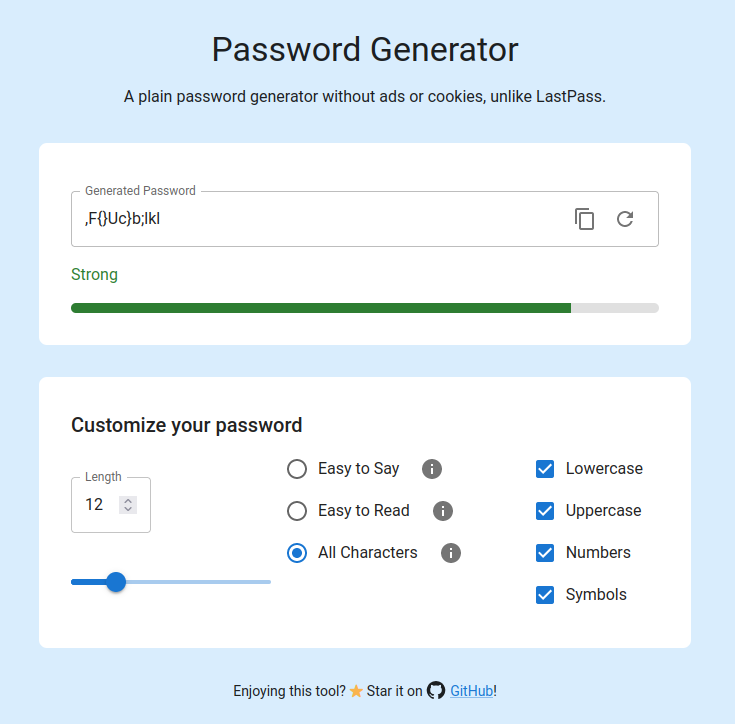 Password Generator
A plain password generator without ads or cookies, unlike LastPass.
Generated Password
,F{}Uc}b;lkl
Strong
Customize your password
Length
12
Easy to Say
Easy to Read
All Characters
Lowercase
Uppercase
Numbers
Symbols
Enjoying this tool? ⭐ Star it on GitHub!